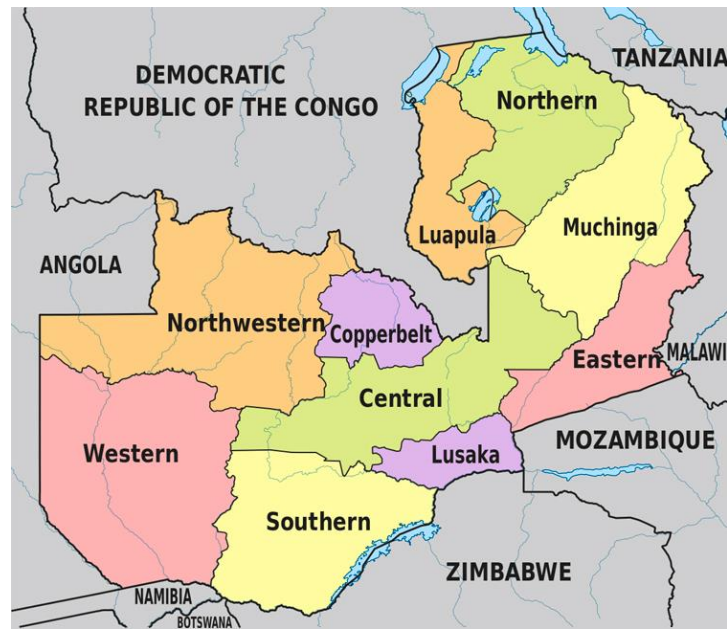 TANZANIA
DEMOCRATIC
REPUBLIC OF THE CONGO
Northern
Muchinga
Luapula
ANGOLA
Northwestern
Copperbelt
MALAWI
Eastern
Central
Western
Lusaka
MOZAMBIQUE
Southern
ZIMBABWE
NAMIBIA
BOTSWANA